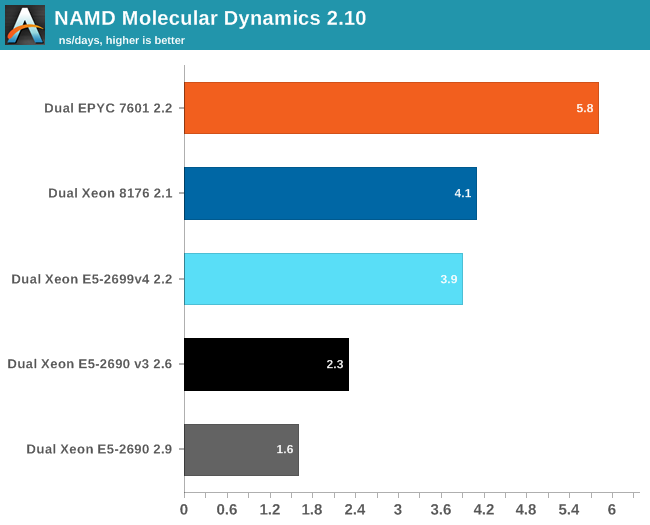 NAMD Molecular Dynamics 2.10
ns/days, higher is better
Dual EPYC 7601 2.2
5.8
Dual Xeon 8176 2.1
4.1
Dual Xeon E5-2699v4 2.2
3.9
Dual Xeon E5-2690 v3 2.6
2.3
Dual Xeon E5-2690 2.9
1.6
0 0.6 1.2 1.8 2.4 3 3.6 4.2 4.8 5.4 6